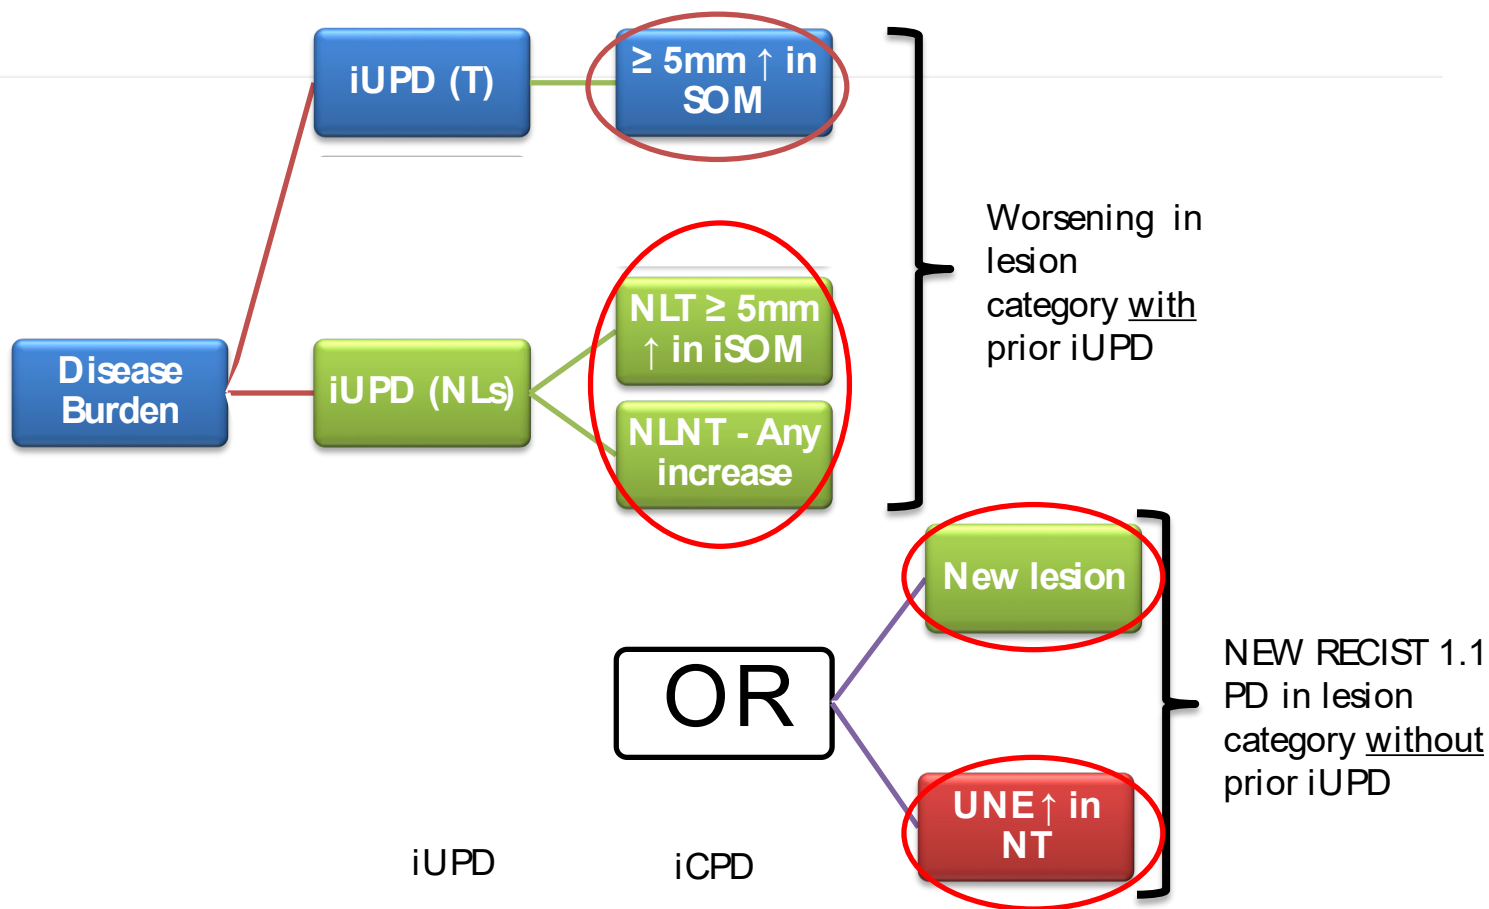 iUPD (T)
≥ 5mm ↑ in
SOM
Worsening in
lesion
category with
prior iUPD
Disease
Burden
iUPD (NLs)
NLT ≥ 5mm
↑ in iSOM
NLNT - Any
increase
New lesion
OR
UNE ↑ in
NT
NEW RECIST 1.1
PD in lesion
category without
prior iUPD
iUPD
iCPD